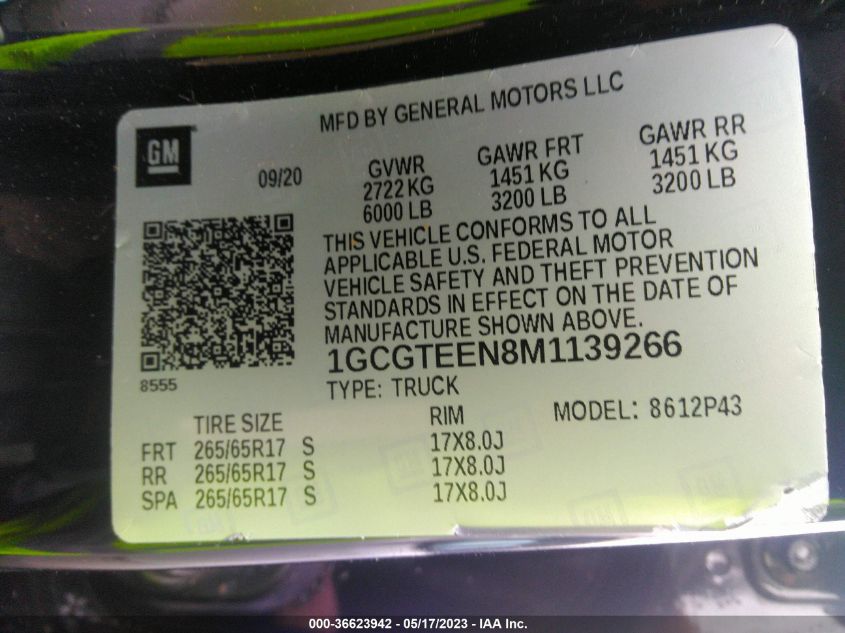 MFD BY GENERAL MOTORS LLC
GM
09/20
GVWR
2722 KG
6000 LB
GAWR FRT
1451 KG
3200 LB
GAWR RR
1451 KG
3200 LB
THIS VEHICLE CONFORMS TO ALL
APPLICABLE U.S. FEDERAL MOTOR
VEHICLE SAFETY AND THEFT PREVENTION
STANDARDS IN EFFECT ON THE DATE OF
MANUFACTURE SHOWN ABOVE.
1GCGTEEN8M1139266
8555
TYPE: TRUCK
MODEL: 8612P43
TIRE SIZE RIM
FRT 265/65R17 S 17X8.0J
RR 265/65R17 S 17X8.0J
SPA 265/65R17 S 17X8.0J
000-36623942 - 05/17/2023 - IAA Inc.